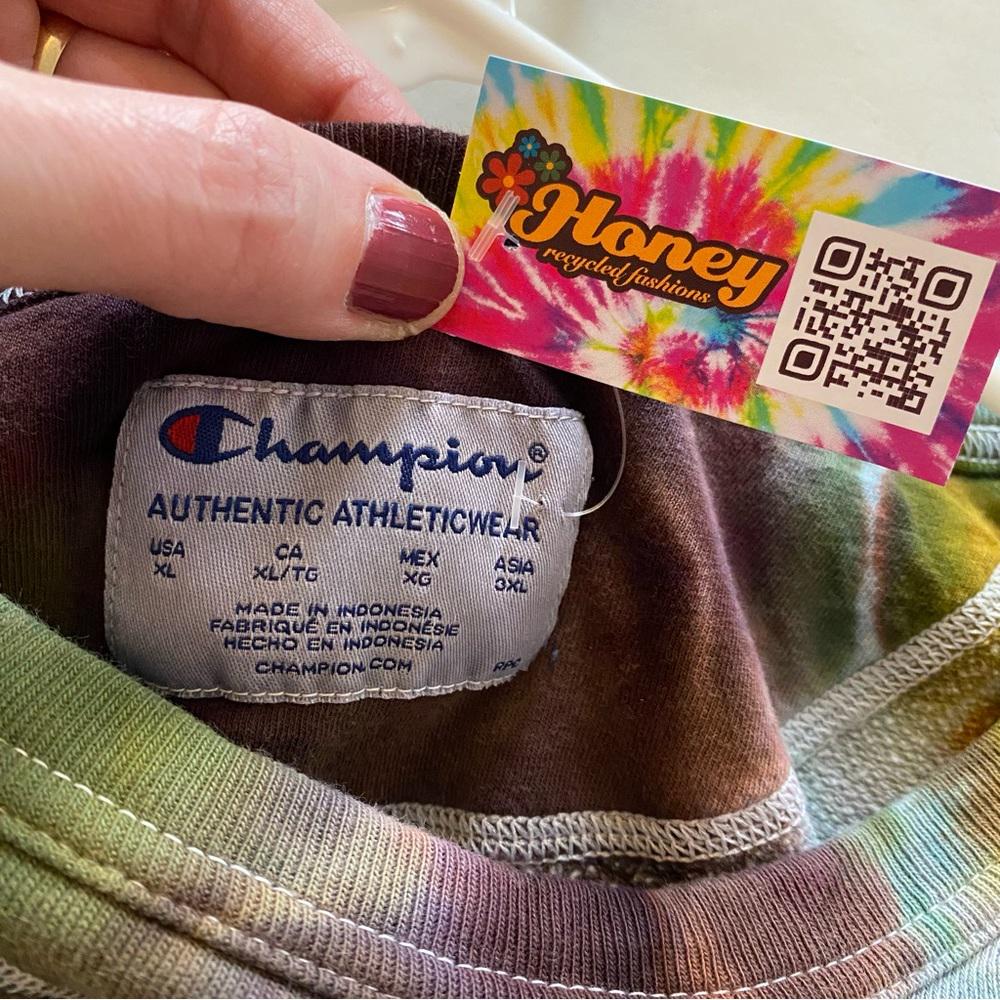 Honey
recycled fashions
Champion®
AUTHENTIC ATHLETICWEAR
USA CA MEX ASIA
XL XL/TG XG 3XL
MADE IN INDONESIA
FABRIQUÉ EN INDONÉSIE
HECHO EN INDONESIA
CHAMPION.COM